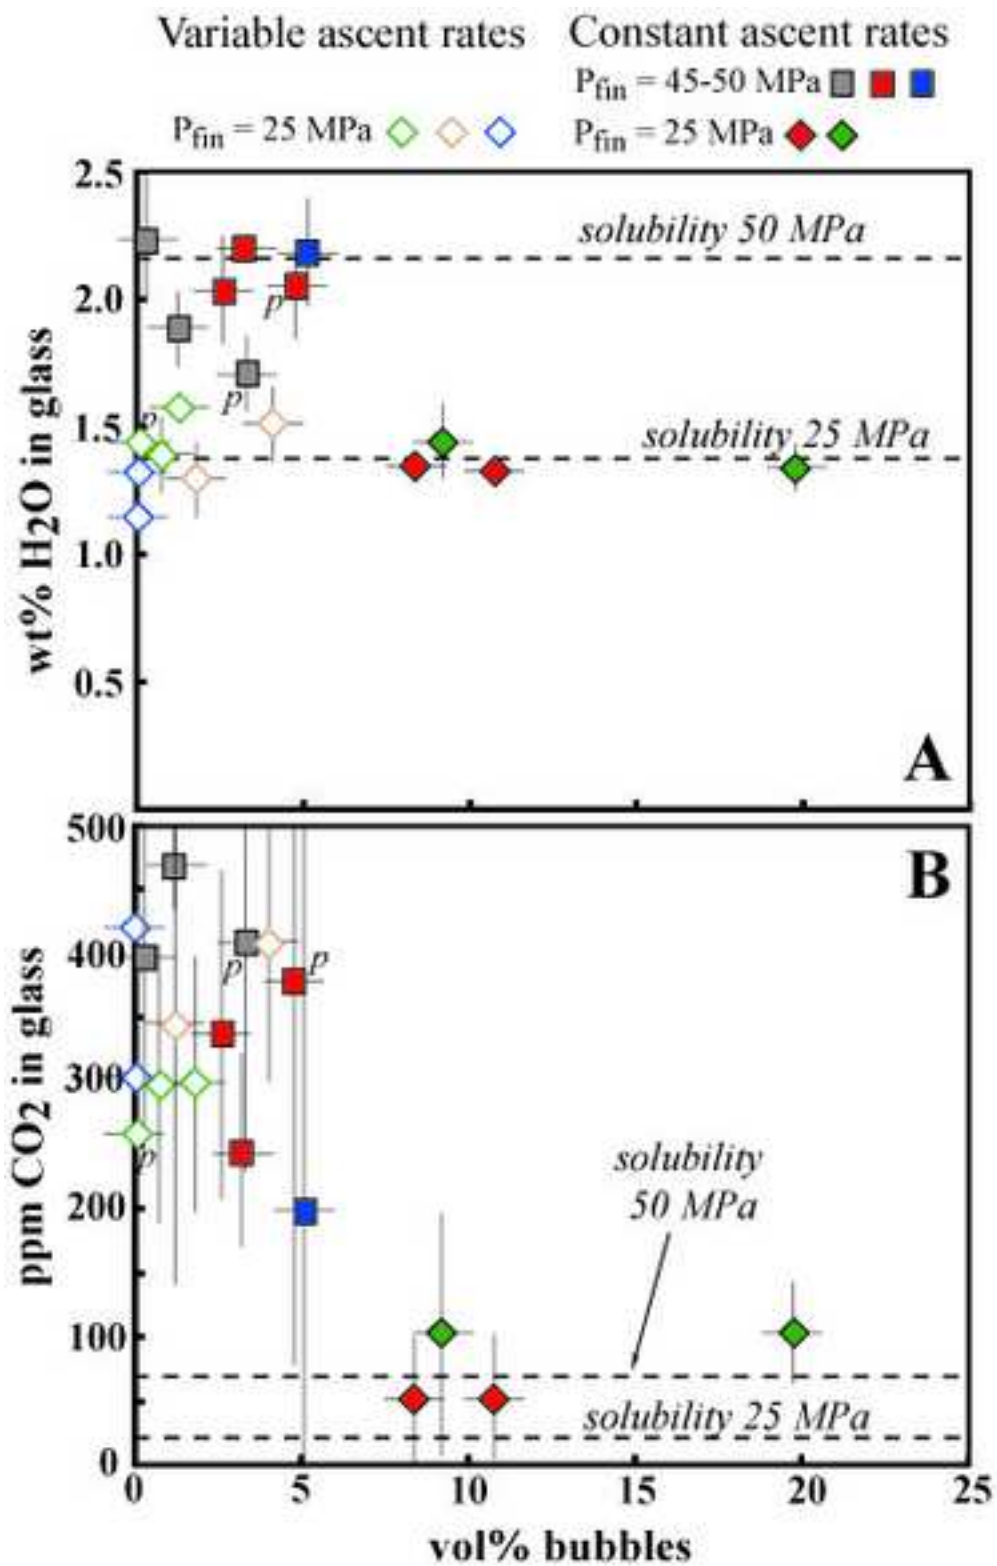 Variable ascent rates Constant ascent rates
Pfin = 45-50 MPa
Pfin = 25 MPa Pfin = 25 MPa
2.5
solubility 50 MPa
2.0
p
p
1.5
p
solubility 25 MPa
1.0
0.5
wt% H2O in glass
A
500
B
400
p
p
300
p
200
solubility
50 MPa
100
solubility 25 MPa
0
ppm CO2 in glass
0 5 10 15 20 25
vol% bubbles